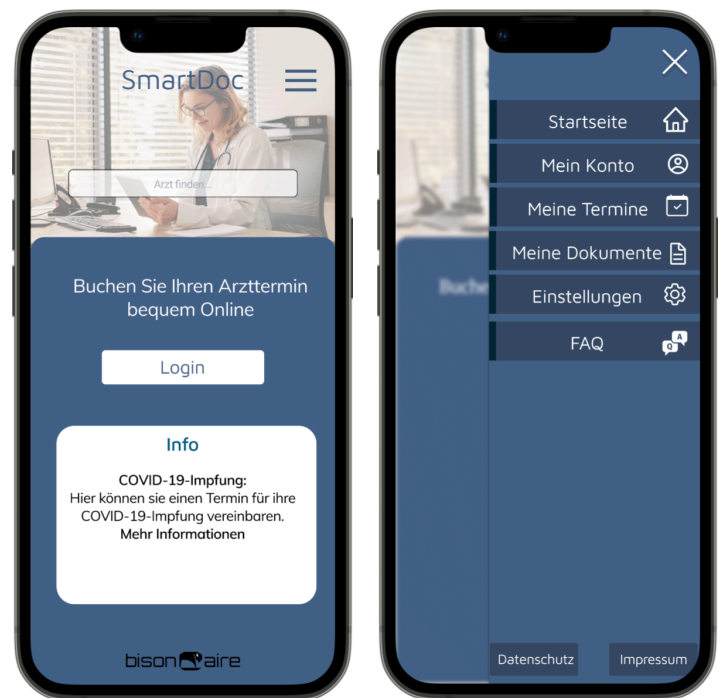 SmartDoc
Arzt finden...
Buchen Sie Ihren Arzttermin
bequem Online
Login
Info
COVID-19-Impfung:
Hier können sie einen Termin für ihre
COVID-19-Impfung vereinbaren.
Mehr Informationen
bison aire
Startseite
Mein Konto
Meine Termine
Meine Dokumente
Einstellungen
FAQ
Q A
Buche
Datenschutz
Impressum